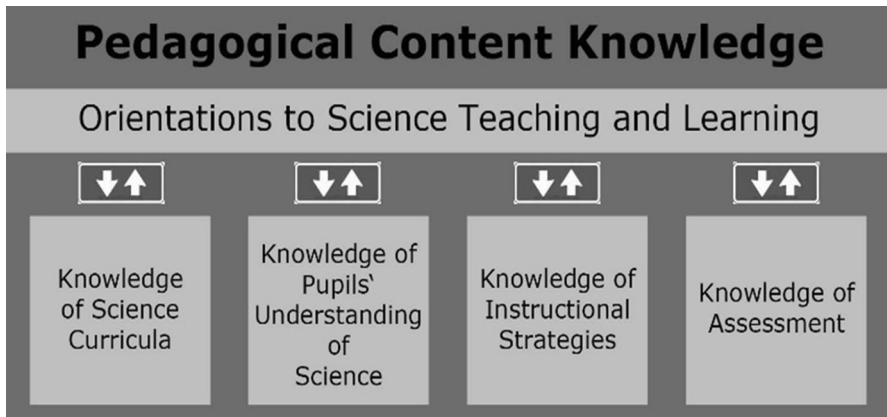 Pedagogical Content Knowledge
Orientations to Science Teaching and Learning
Knowledge
of Science
Curricula
Knowledge of
Pupils‘
Understanding
of
Science
Knowledge of
Instructional
Strategies
Knowledge of
Assessment